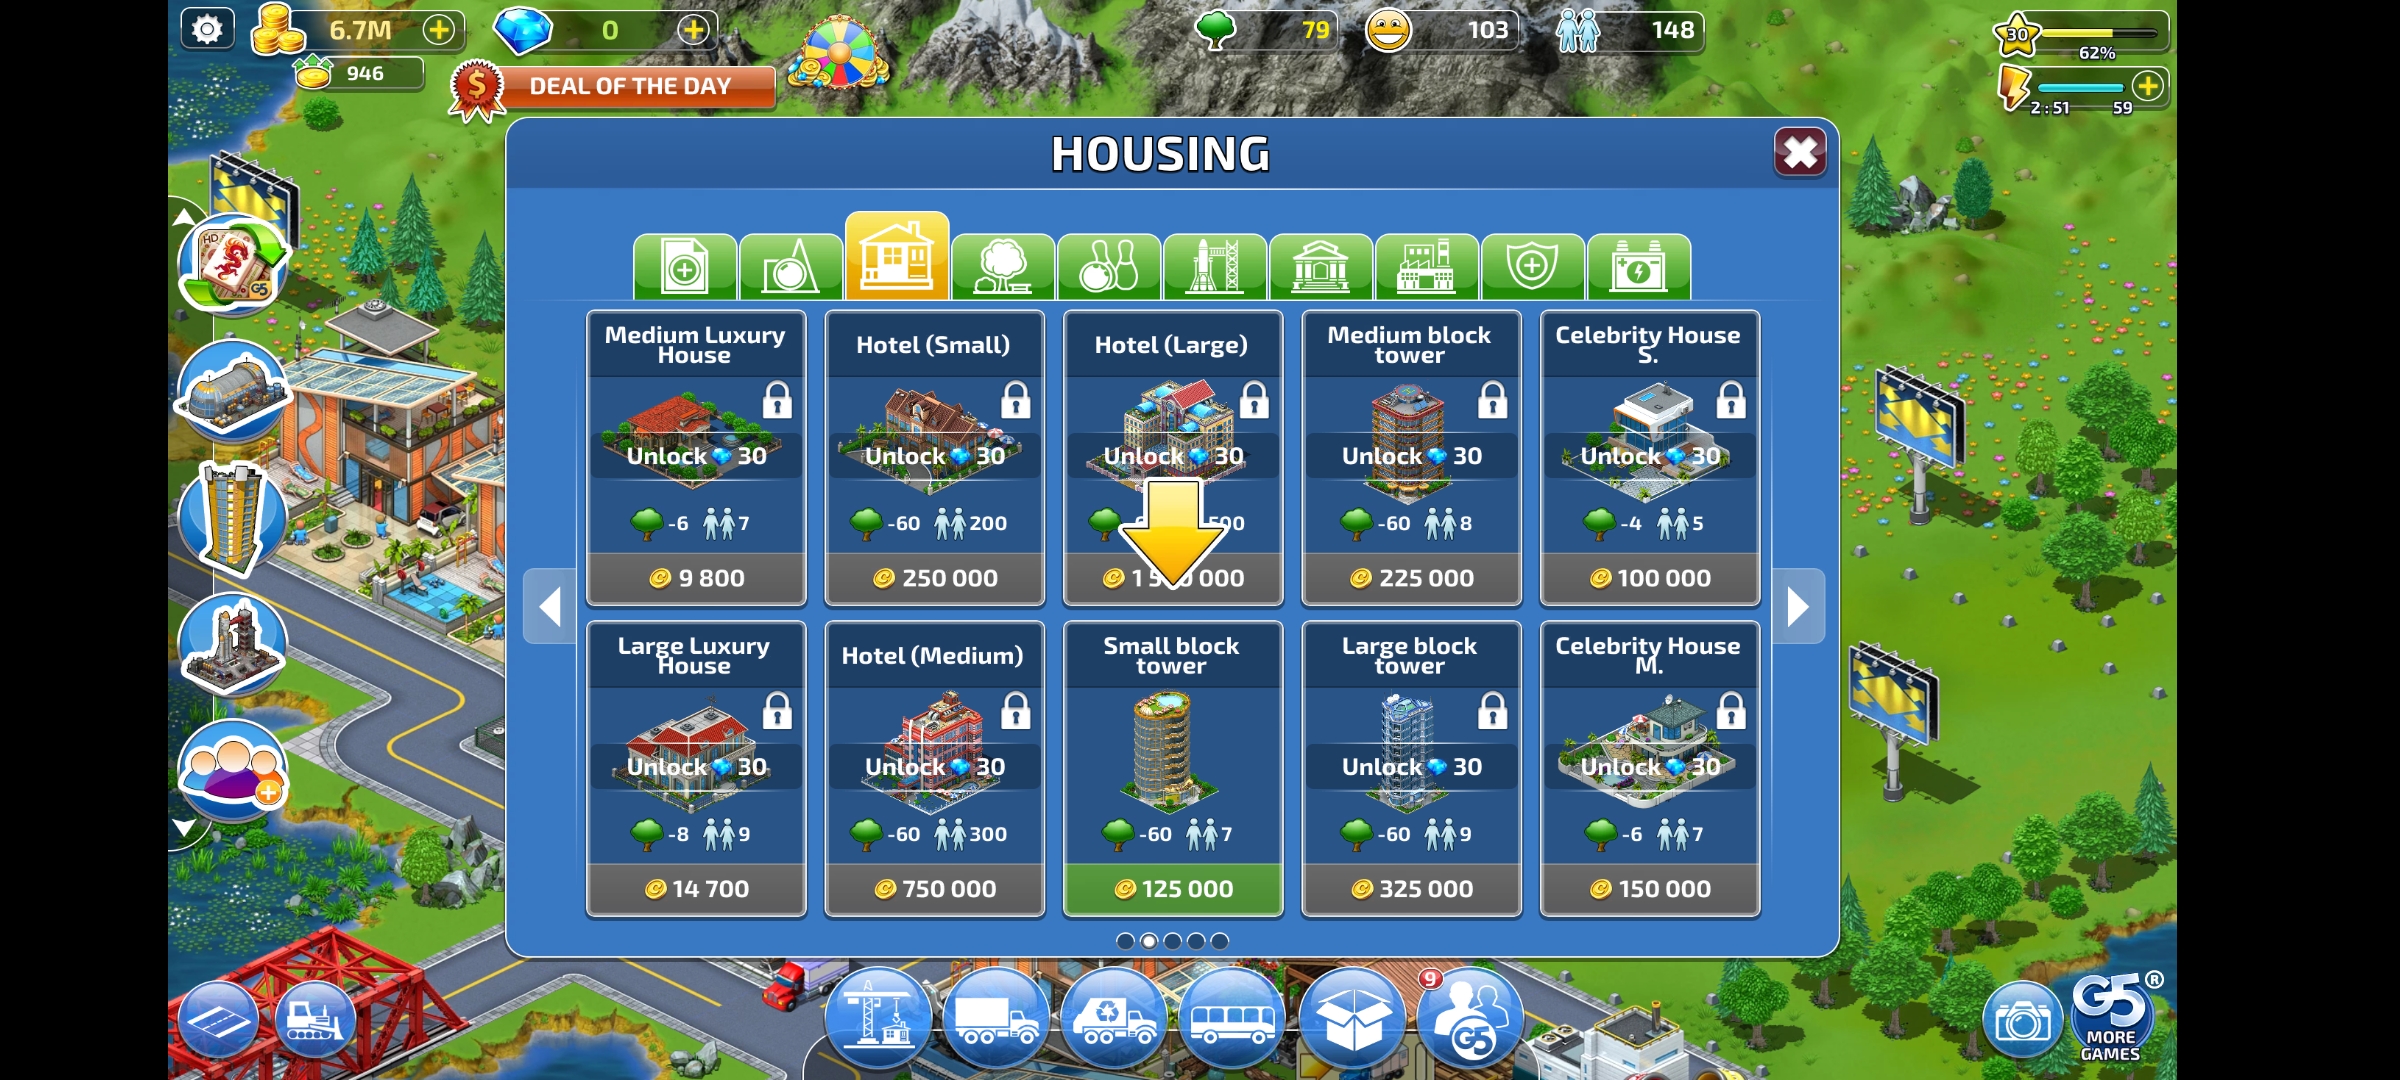 6.7M
0
79
103
148
30
62%
946
DEAL OF THE DAY
2:51
59
HOUSING
Medium Luxury
House
Unlock 30
-6 7
9 800
Hotel (Small)
Unlock 30
-60 200
250 000
Hotel (Large)
Unlock 30
Medium block
tower
Unlock 30
-60 8
225 000
Celebrity House
S.
Unlock 30
-4 5
100 000
Large Luxury
House
Unlock 30
-8 9
14 700
Hotel (Medium)
Unlock 30
-60 300
750 000
Small block
tower
-60 7
125 000
Large block
tower
Unlock 30
-60 9
325 000
Celebrity House
M.
Unlock 30
-6 7
150 000
HD
G5
9
G5
G5®
MORE
GAMES